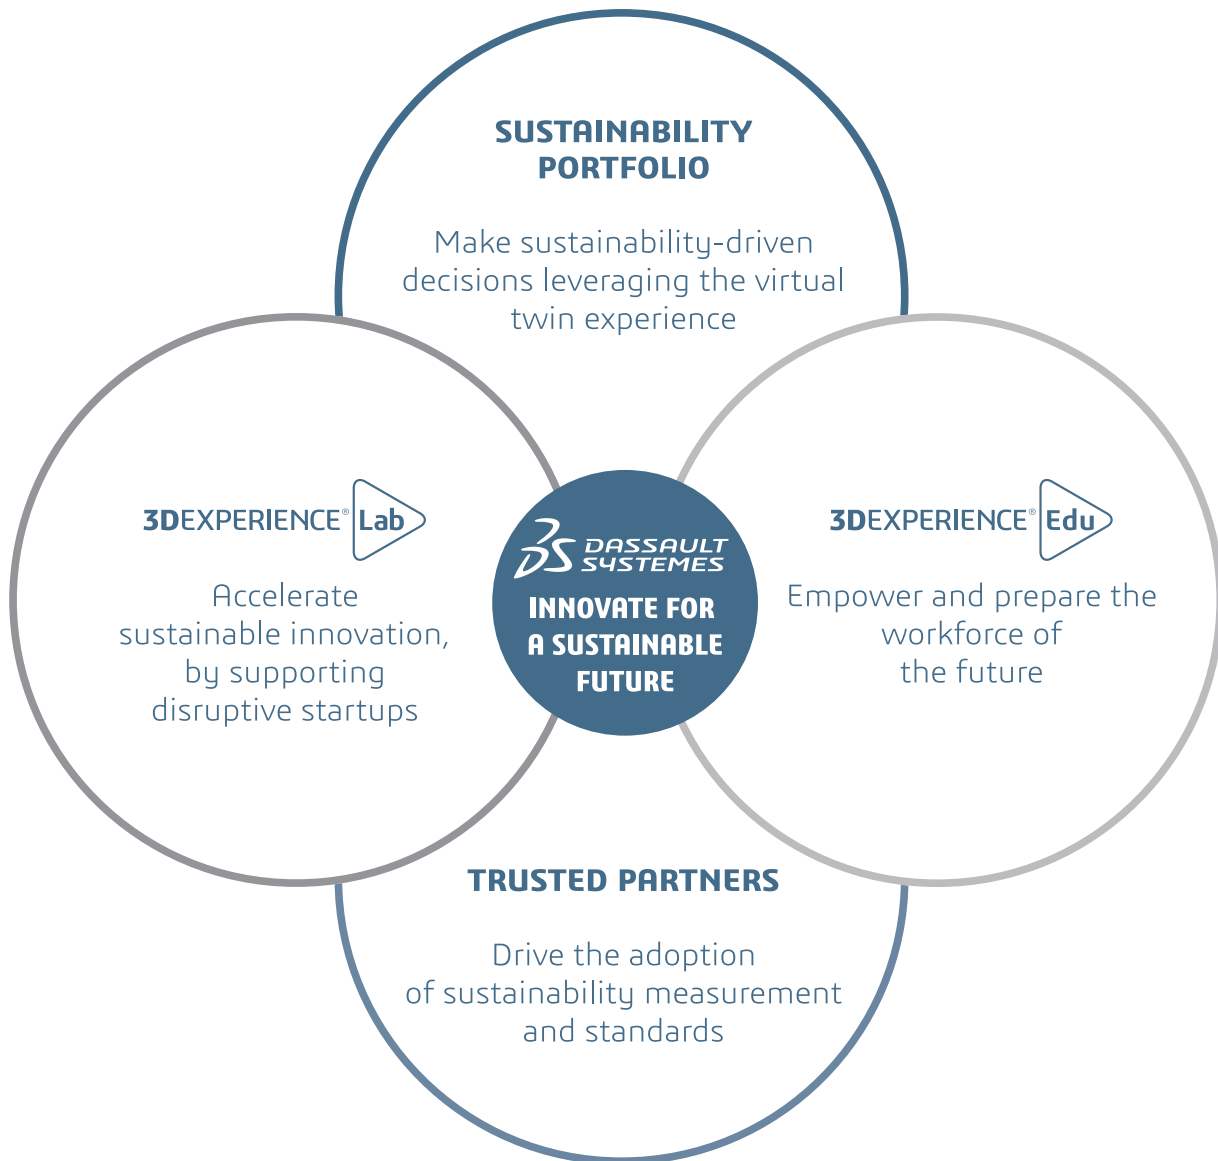 SUSTAINABILITY
PORTFOLIO
Make sustainability-driven
decisions leveraging the virtual
twin experience
3DEXPERIENCE® Lab
Accelerate
sustainable innovation,
by supporting
disruptive startups
3DS DASSAULT
SYSTEMES
INNOVATE FOR
A SUSTAINABLE
FUTURE
3DEXPERIENCE® Edu
Empower and prepare the
workforce of
the future
TRUSTED PARTNERS
Drive the adoption
of sustainability measurement
and standards